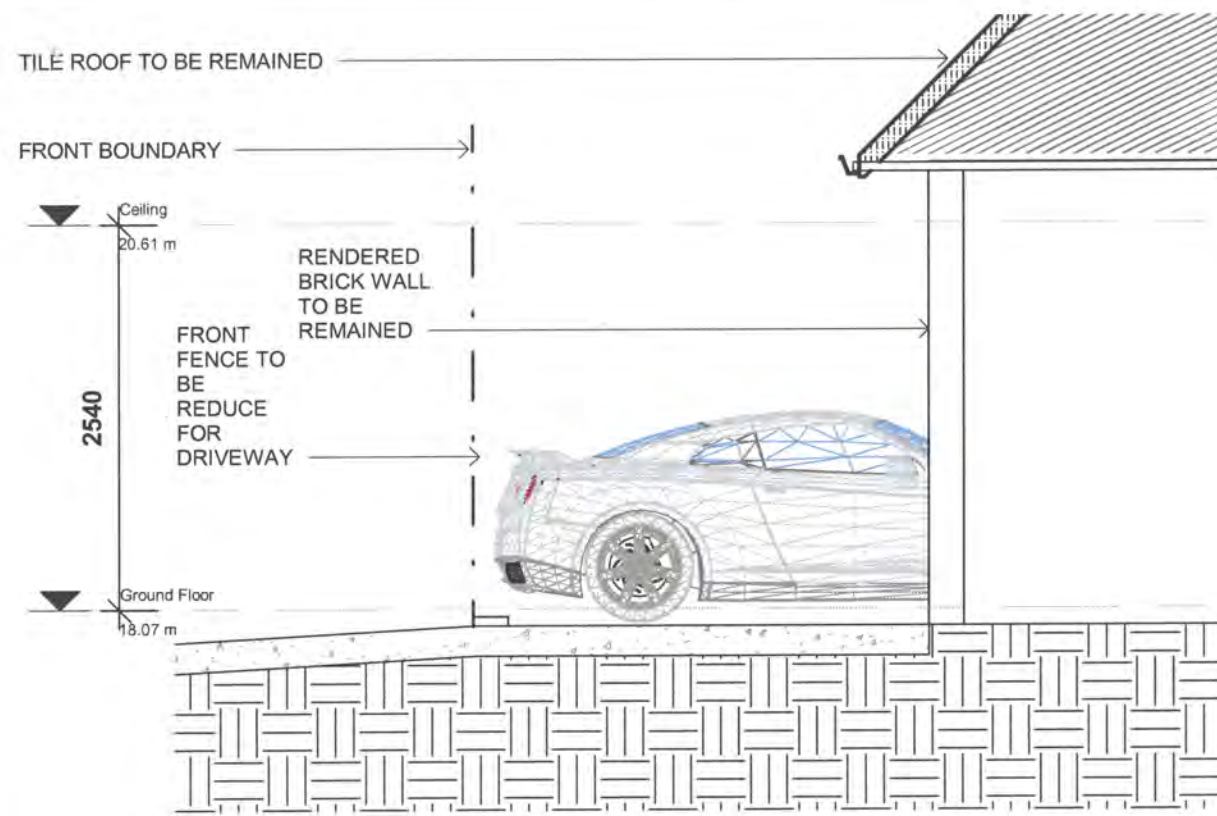 TILE ROOF TO BE REMAINED
FRONT BOUNDARY
Ceiling
20.61 m
RENDERED
BRICK WALL
TO BE
REMAINED
FRONT
FENCE TO
BE
REDUCE
FOR
DRIVEWAY
2540
Ground Floor
18.07 m